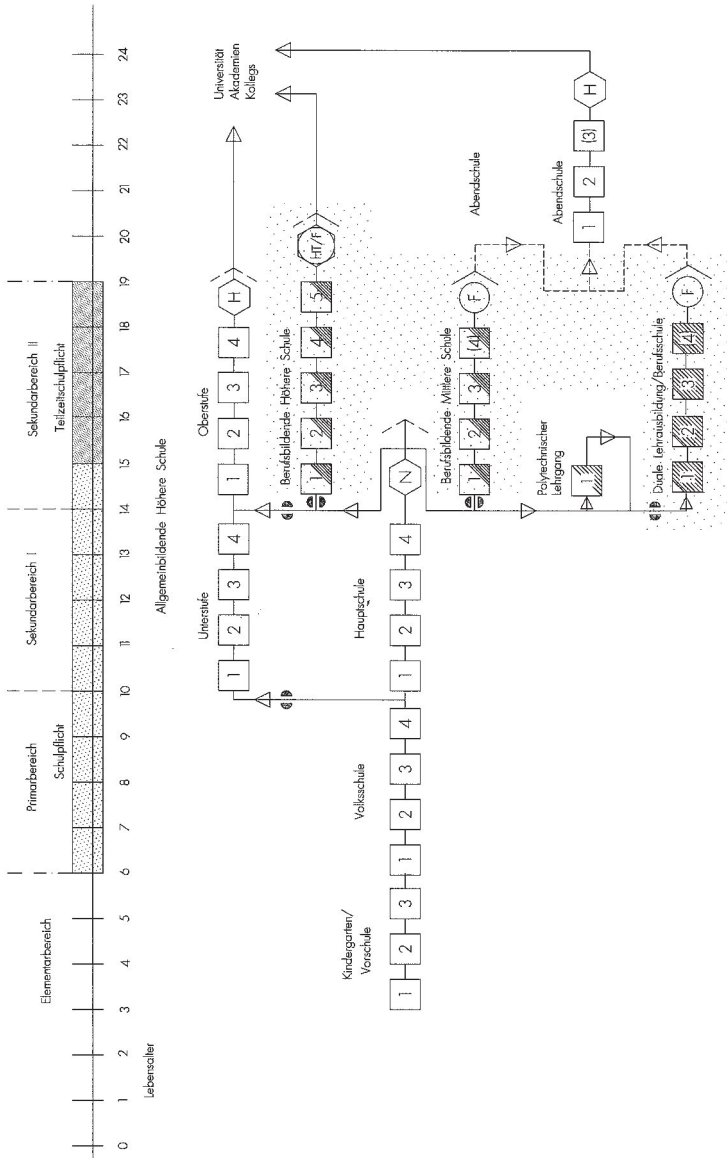 Elementarbereich
Primarbereich
Sekundarbereich I
Sekundarbereich II
Schulpflicht
Teilzeitschulpflicht
0 1 2 3 4 5 6 7 8 9 10 11 12 13 14 15 16 17 18 19 20 21 22 23 24
Lebensalter
Allgemeinbildende Höhere Schule
Unterstufe
Oberstufe
1 2 3 4 1 2 3 4 H
Universität
Akademien
Kollegs
Berufsbildende Höhere Schule
1 2 3 4 5 HT/F
Kindergarten/
Vorschule
Volksschule
Hauptschule
1 2 3 1 2 3 4 1 2 3 4 N
Berufsbildende Mittlere Schule
1 2 3 (4) F
Abendschule
Abendschule
1 2 (3) H
Polytechnischer
Lehrgang
1
Duale Lehrausbildung/Berufsschule
1 2 3 (4) F